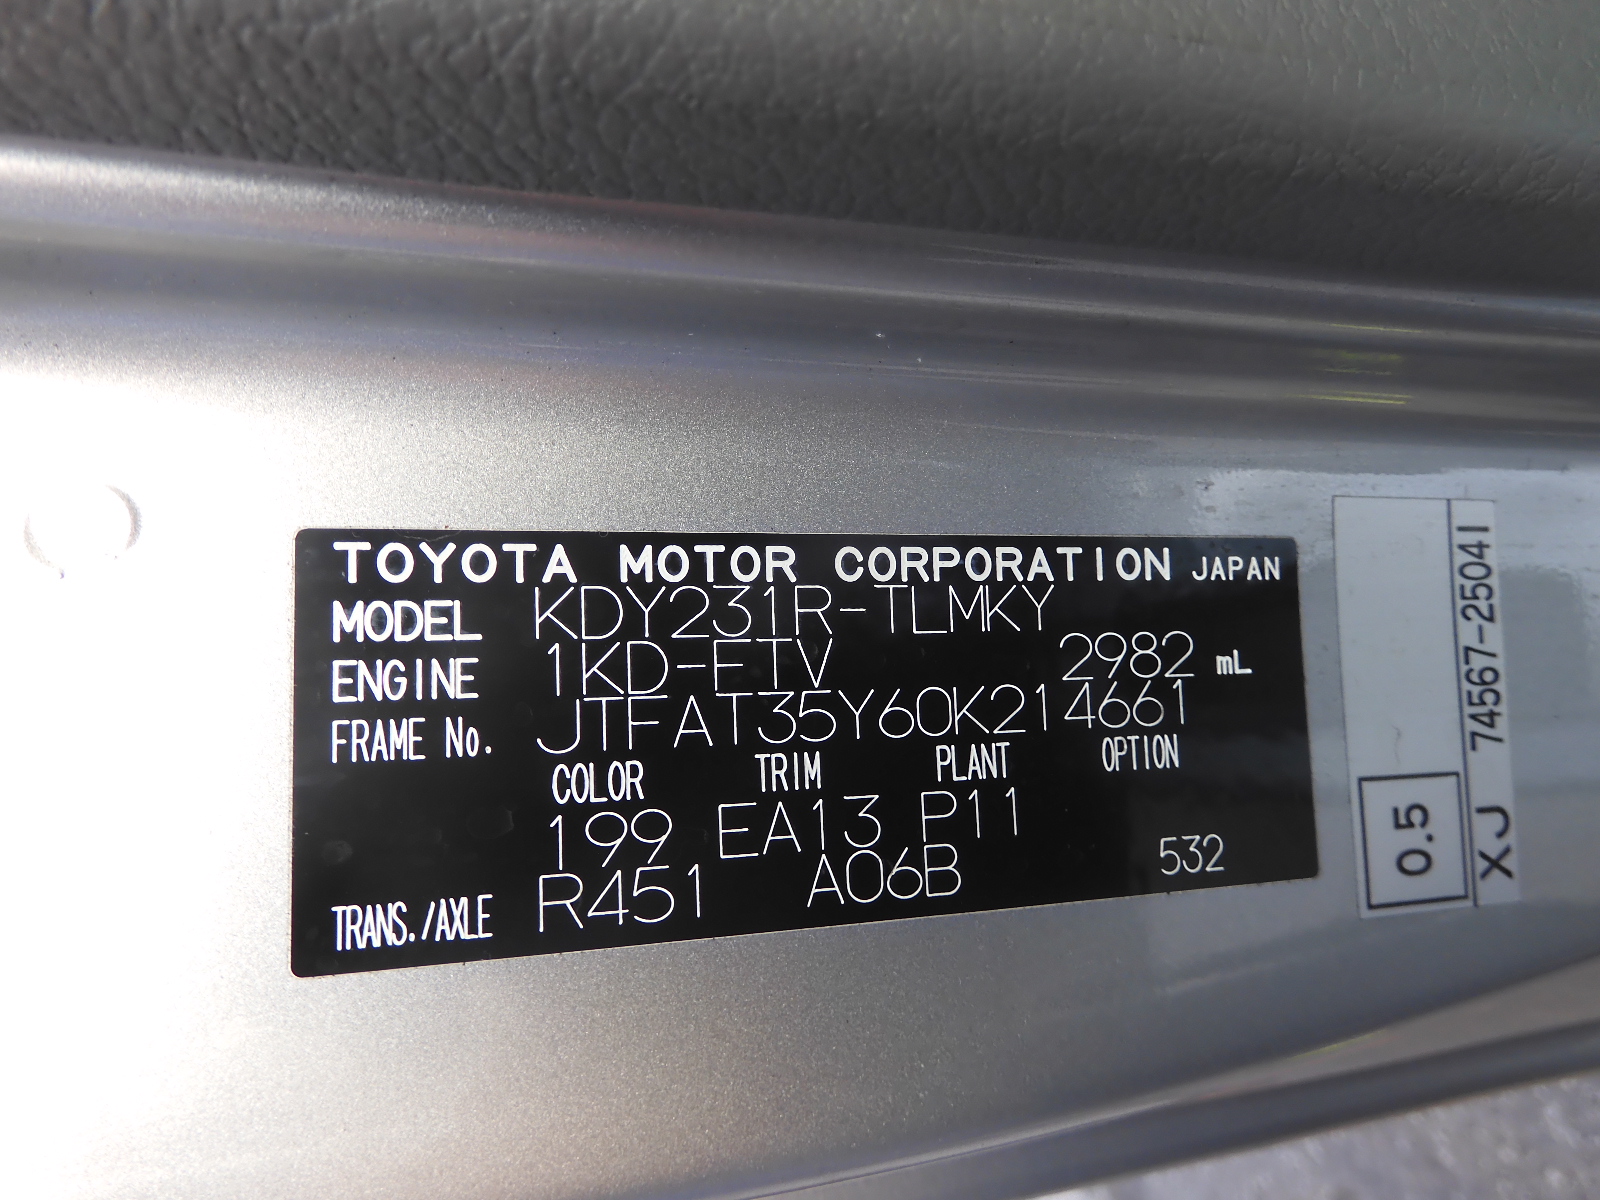 TOYOTA MOTOR CORPORATION JAPAN
MODEL KDY231R-TLMKY
ENGINE 1KD-FTV 2982 mL
FRAME No. JTFAT35Y60K214661
COLOR TRIM PLANT OPTION
199 EA13 P11
TRANS./AXLE R451 A06B 532
0.5
XJ 74567-25041